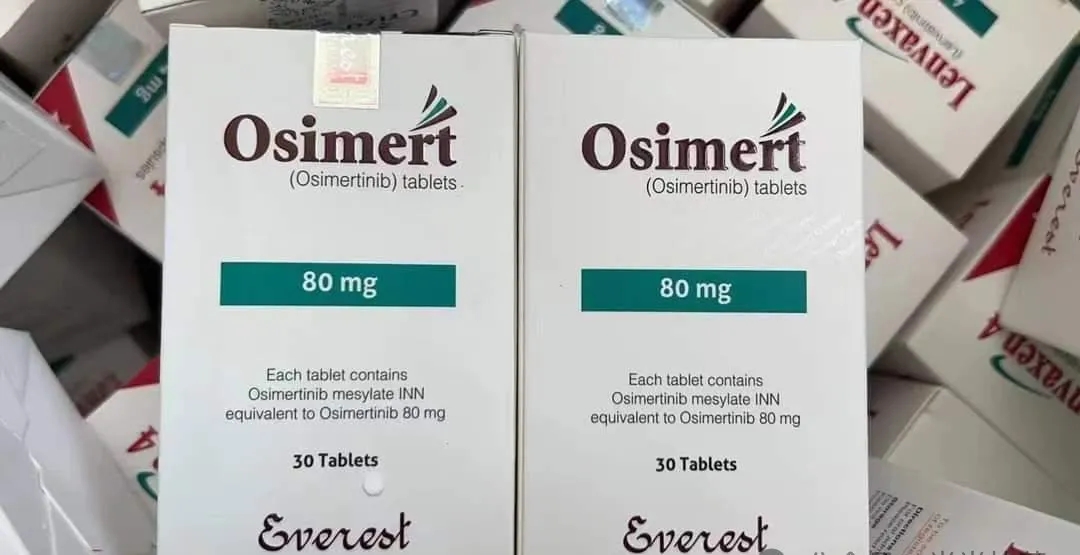 Osimert
(Osimertinib) tablets
80 mg
Each tablet contains
Osimertinib mesylate INN
equivalent to Osimertinib 80 mg
30 Tablets
Everest
Osimert
(Osimertinib) tablets
80 mg
Each tablet contains
Osimertinib mesylate INN
equivalent to Osimertinib 80 mg
30 Tablets
Everest
Lenvaxen
Lenvaxen 4
Everest